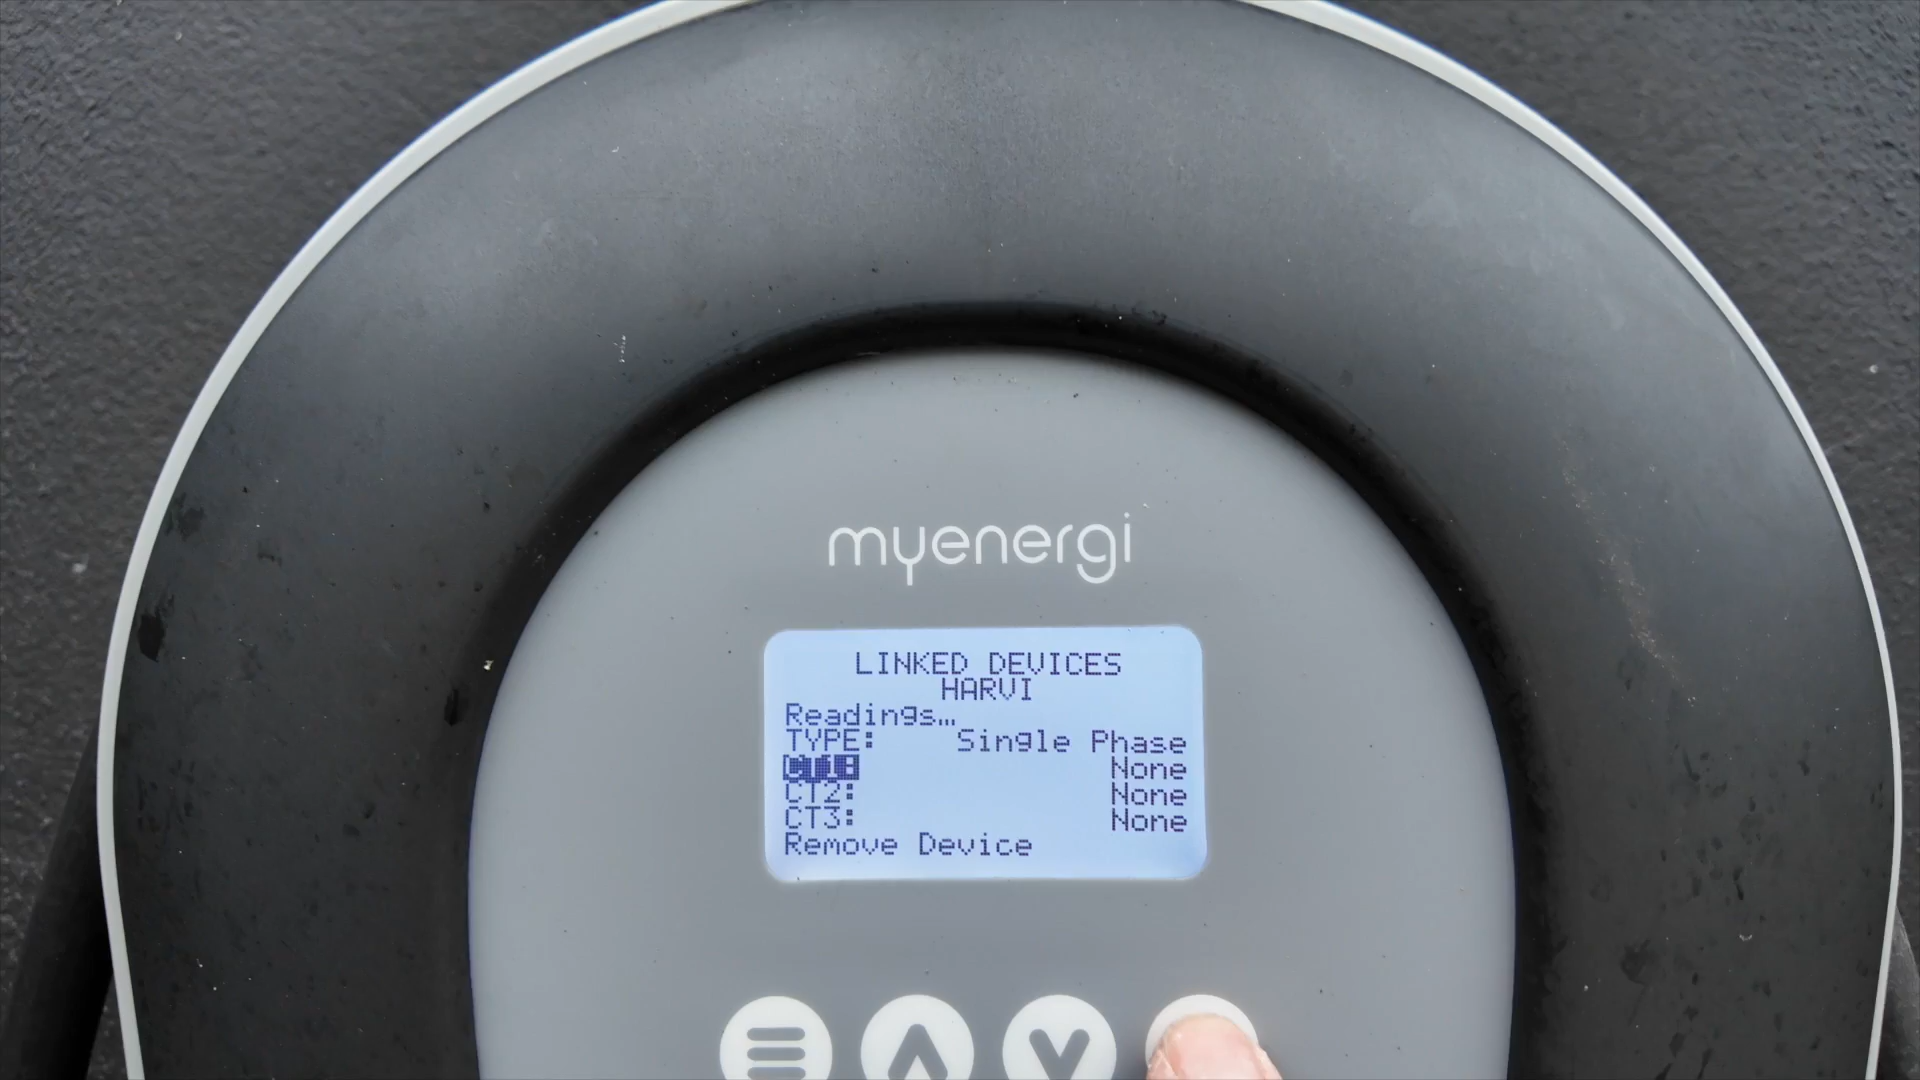 myenergi
LINKED DEVICES
HARVI
Readings...
TYPE: Single Phase
CT1: None
CT2: None
CT3: None
Remove Device